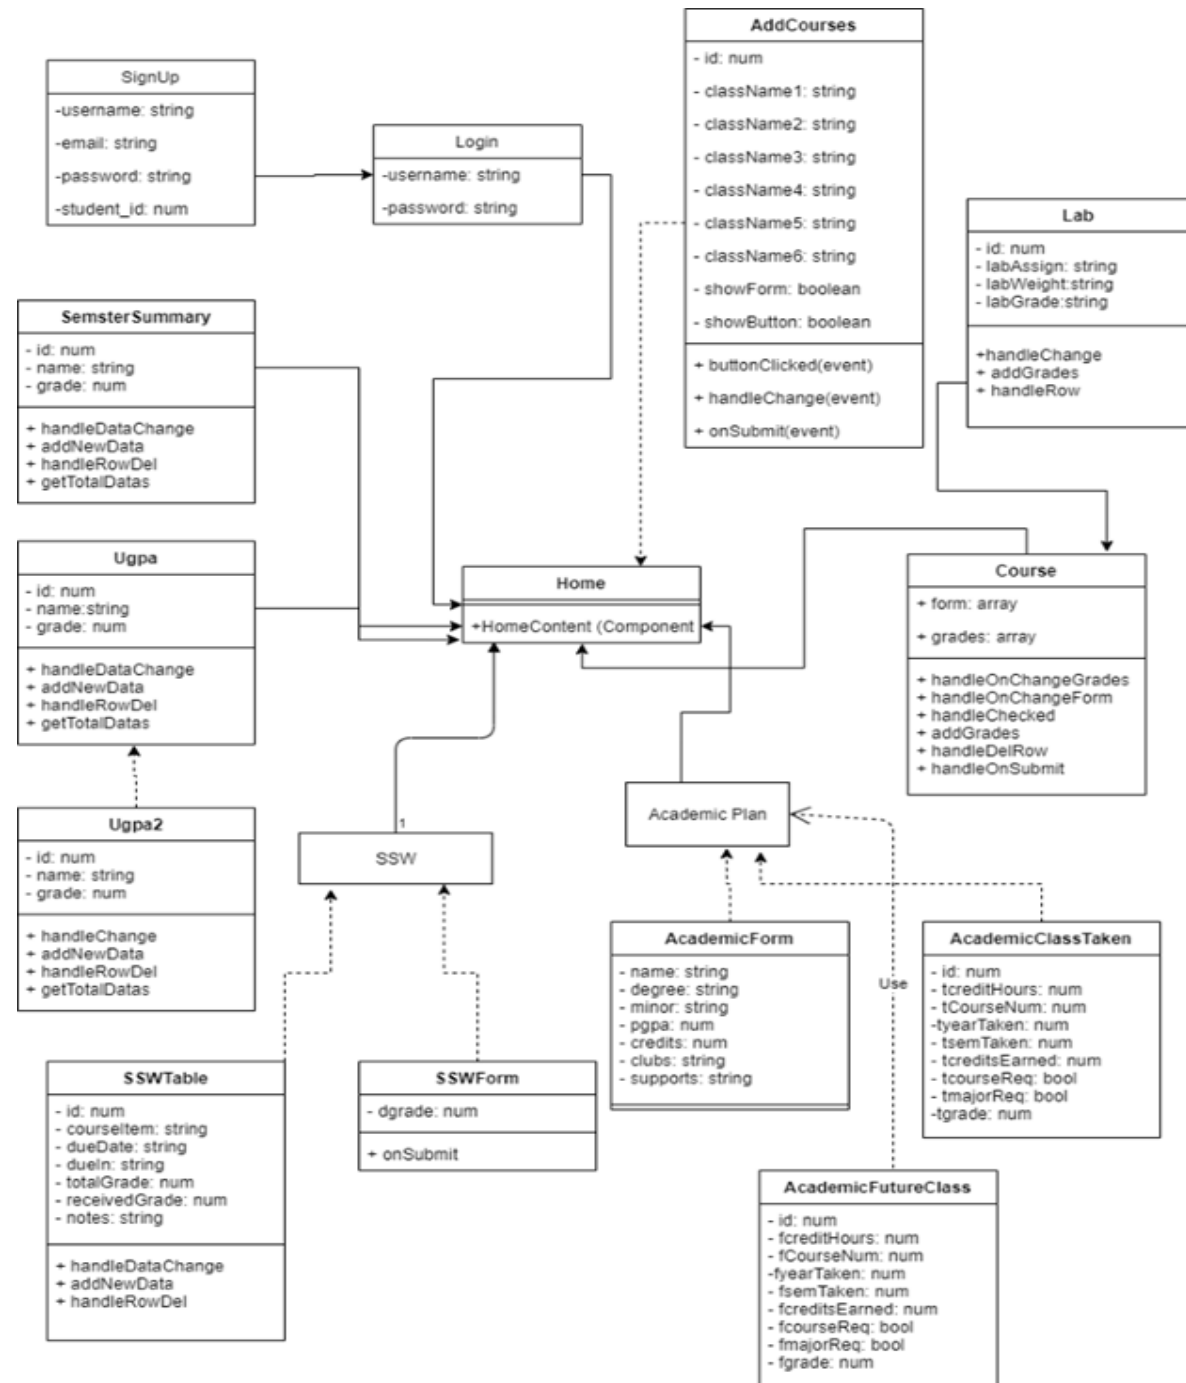 SignUp
-username: string
-email: string
-password: string
-student_id: num
Login
-username: string
-password: string
AddCourses
- id: num
- className1: string
- className2: string
- className3: string
- className4: string
- className5: string
- className6: string
- showForm: boolean
- showButton: boolean
+ buttonClicked(event)
+ handleChange(event)
+ onSubmit(event)
Lab
- id: num
- labAssign: string
- labWeight:string
- labGrade:string
+handleChange
+ addGrades
+ handleRow
SemsterSummary
- id: num
- name: string
- grade: num
+ handleDataChange
+ addNewData
+ handleRowDel
+ getTotalDatas
Ugpa
- id: num
- name:string
- grade: num
+ handleDataChange
+ addNewData
+ handleRowDel
+ getTotalDatas
Home
+HomeContent (Component
Course
+ form: array
+ grades: array
+ handleOnChangeGrades
+ handleOnChangeForm
+ handleChecked
+ addGrades
+ handleDelRow
+ handleOnSubmit
Ugpa2
- id: num
- name: string
- grade: num
+ handleChange
+ addNewData
+ handleRowDel
+ getTotalDatas
1
SSW
Academic Plan
AcademicForm
- name: string
- degree: string
- minor: string
- pgpa: num
- credits: num
- clubs: string
- supports: string
Use
AcademicClassTaken
- id: num
- tcreditHours: num
- tCourseNum: num
-tyearTaken: num
- tsemTaken: num
- tcreditsEarned: num
- tcourseReq: bool
- tmajorReq: bool
-tgrade: num
SSWTable
- id: num
- courseItem: string
- dueDate: string
- dueIn: string
- totalGrade: num
- receivedGrade: num
- notes: string
+ handleDataChange
+ addNewData
+ handleRowDel
SSWForm
- dgrade: num
+ onSubmit
AcademicFutureClass
- id: num
- fcreditHours: num
- fCourseNum: num
-fyearTaken: num
- fsemTaken: num
- fcreditsEarned: num
- fcourseReq: bool
- fmajorReq: bool
- fgrade: num